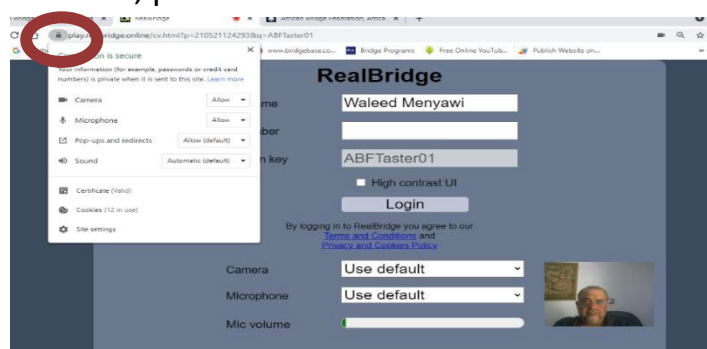 RealBridge
African Bridge Federation, Africa
play.realbridge.online/cv.html?p=210521124293&q=ABFTaster01
www.bridgebase.co...
Bridge Programs
Free Online YouTub...
Publish Website on...
is secure
Your information (for example, passwords or credit card
numbers) is private when it is sent to this site. Learn more
Camera Allow
Microphone Allow
Pop-ups and redirects Allow (default)
Sound Automatic (default)
Certificate (Valid)
Cookies (12 in use)
Site settings
RealBridge
Waleed Menyawi
key ABFTaster01
High contrast UI
Login
By logging in to RealBridge you agree to our
Terms and Conditions and
Privacy and Cookies Policy
Camera Use default
Microphone Use default
Mic volume